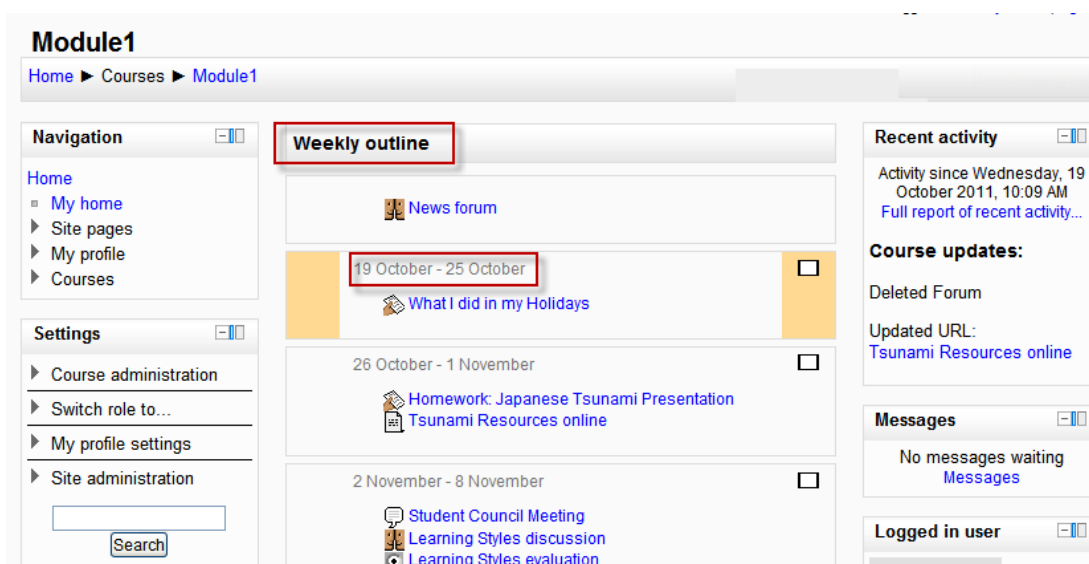 Module1
Home ► Courses ► Module1
Navigation
Home
My home
Site pages
My profile
Courses
Settings
Course administration
Switch role to...
My profile settings
Site administration
Search
Weekly outline
News forum
19 October - 25 October
What I did in my Holidays
26 October - 1 November
Homework: Japanese Tsunami Presentation
Tsunami Resources online
2 November - 8 November
Student Council Meeting
Learning Styles discussion
Learning Styles evaluation
Recent activity
Activity since Wednesday, 19
October 2011, 10:09 AM
Full report of recent activity...
Course updates:
Deleted Forum
Updated URL:
Tsunami Resources online
Messages
No messages waiting
Messages
Logged in user